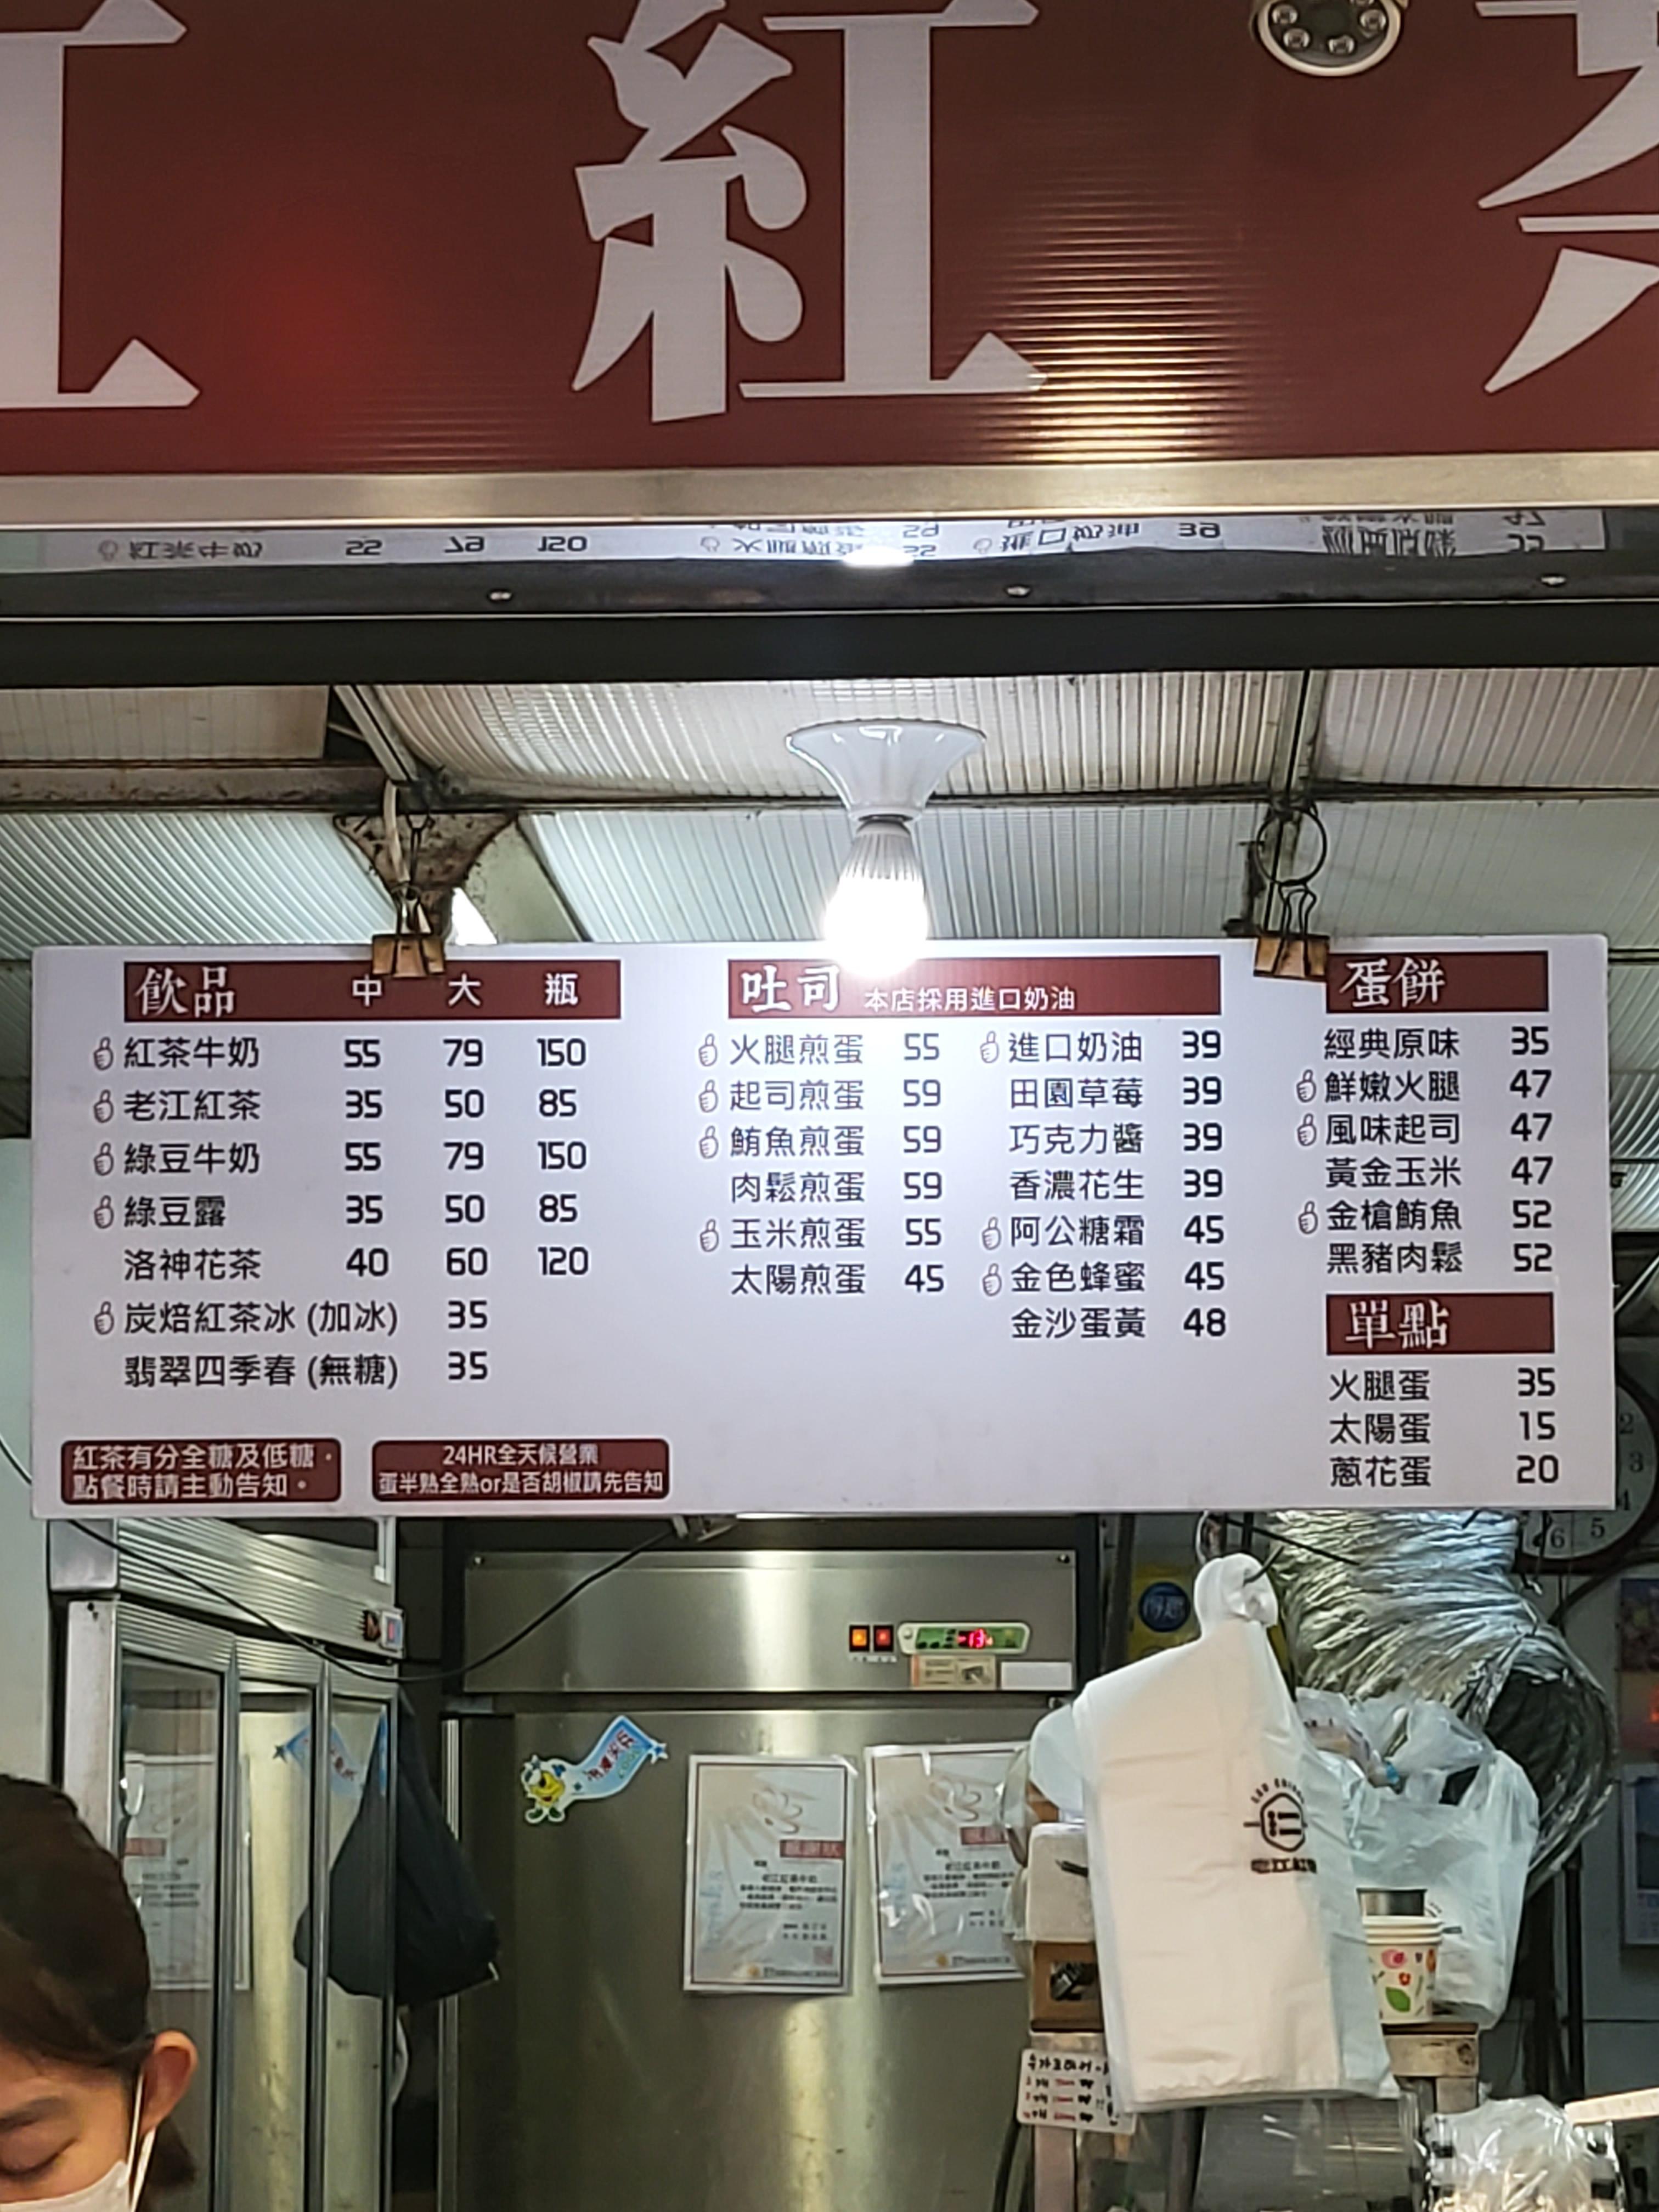 紅
飲品 中 大 瓶
紅茶牛奶 55 79 150
老江紅茶 35 50 85
綠豆牛奶 55 79 150
綠豆露 35 50 85
洛神花茶 40 60 120
炭焙紅茶冰 (加冰) 35
翡翠四季春 (無糖) 35
紅茶有分全糖及低糖，
點餐時請主動告知。
24HR全天候營業
蛋半熟全熟or是否胡椒請先告知
吐司 本店採用進口奶油
火腿煎蛋 55
起司煎蛋 59
鮪魚煎蛋 59
肉鬆煎蛋 59
玉米煎蛋 55
太陽煎蛋 45
進口奶油 39
田園草莓 39
巧克力醬 39
香濃花生 39
阿公糖霜 45
金色蜂蜜 45
金沙蛋黃 48
蛋餅
經典原味 35
鮮嫩火腿 47
風味起司 47
黃金玉米 47
金槍鮪魚 52
黑豬肉鬆 52
單點
火腿蛋 35
太陽蛋 15
蔥花蛋 20